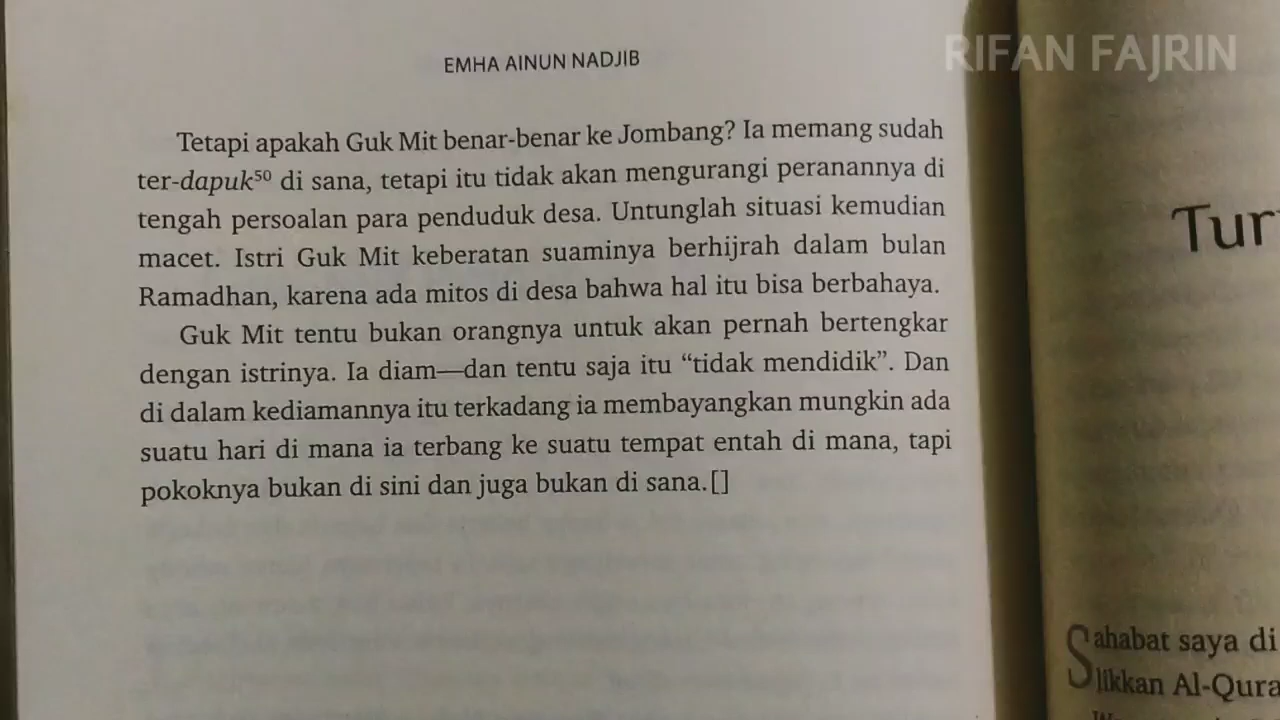 EMHA AINUN NADJIB
RIFAN FAJRIN
Tetapi apakah Guk Mit benar-benar ke Jombang? Ia memang sudah
ter-dapuk⁵⁰ di sana, tetapi itu tidak akan mengurangi peranannya di
tengah persoalan para penduduk desa. Untunglah situasi kemudian
macet. Istri Guk Mit keberatan suaminya berhijrah dalam bulan
Ramadhan, karena ada mitos di desa bahwa hal itu bisa berbahaya.
Guk Mit tentu bukan orangnya untuk akan pernah bertengkar
dengan istrinya. Ia diam—dan tentu saja itu “tidak mendidik”. Dan
di dalam kediamannya itu terkadang ia membayangkan mungkin ada
suatu hari di mana ia terbang ke suatu tempat entah di mana, tapi
pokoknya bukan di sini dan juga bukan di sana.[]
Tur
Sahabat saya di
likkan Al-Qura